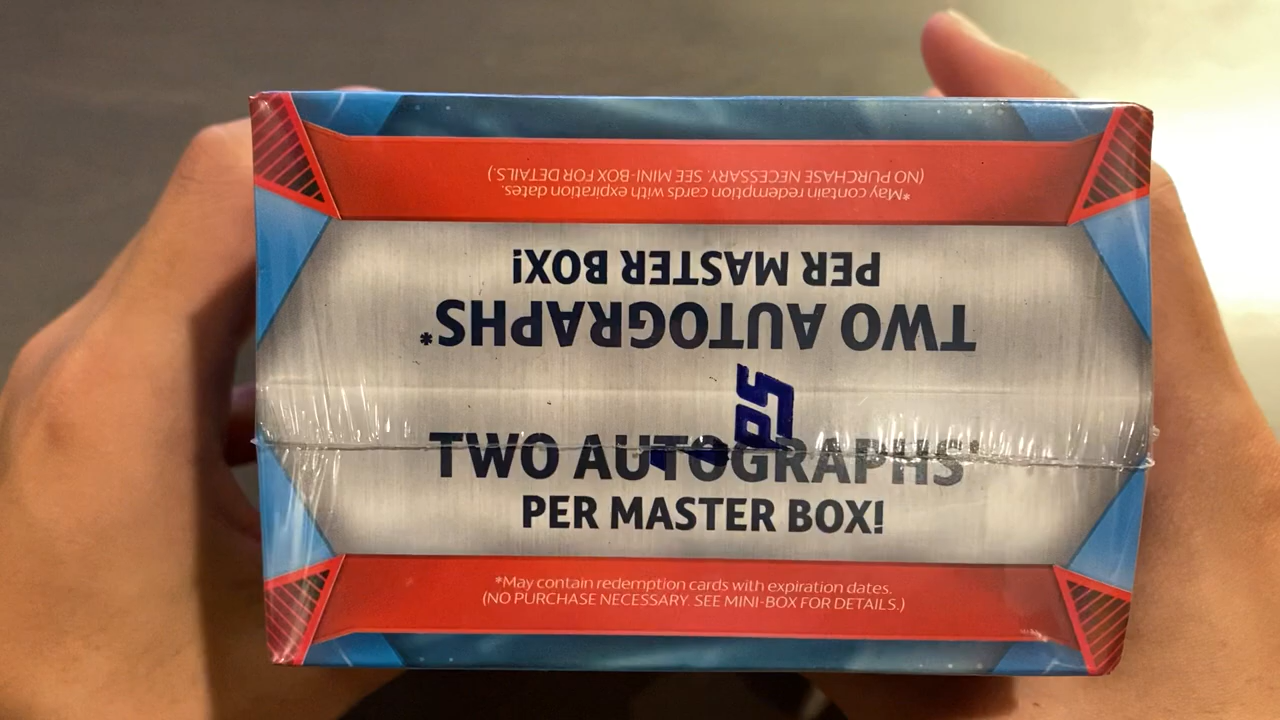 (NO PURCHASE NECESSARY. SEE MINI-BOX FOR DETAILS.)
*May contain redemption cards with expiration dates.
PER MASTER BOX!
TWO AUTOGRAPHS*
TWO AUTOGRAPHS*
PER MASTER BOX!
*May contain redemption cards with expiration dates.
(NO PURCHASE NECESSARY. SEE MINI-BOX FOR DETAILS.)